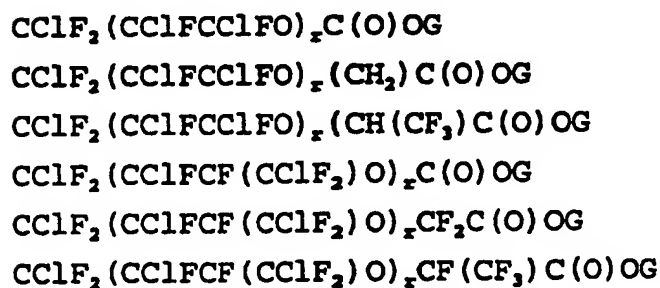 CClF₂(CClFCClFO)ₓC(O)OG
CClF₂(CClFCClFO)ₓ(CH₂)C(O)OG
CClF₂(CClFCClFO)ₓ(CH(CF₃)C(O)OG
CClF₂(CClFCF(CClF₂)O)ₓC(O)OG
CClF₂(CClFCF(CClF₂)O)ₓCF₂C(O)OG
CClF₂(CClFCF(CClF₂)O)ₓCF(CF₃)C(O)OG